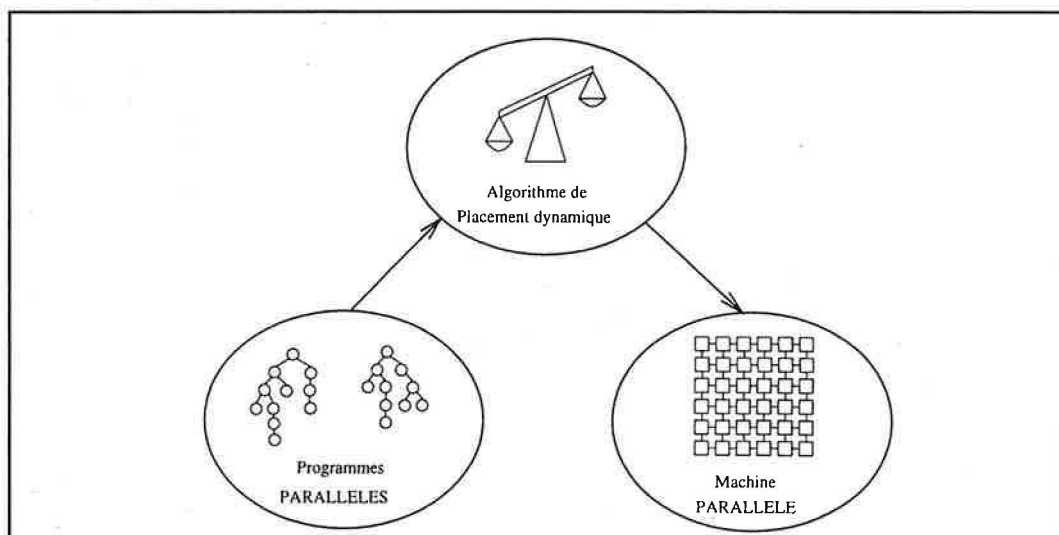 Algorithme de
Placement dynamique
Programmes
PARALLELES
Machine
PARALLELE